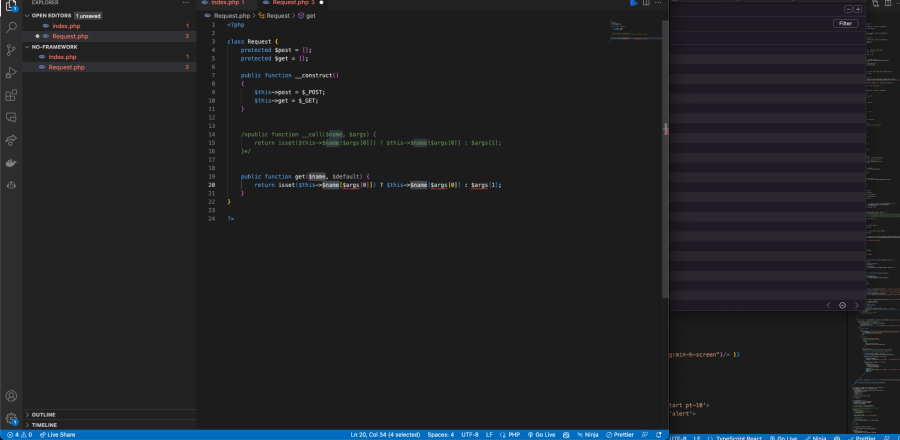 EXPLORER
OPEN EDITORS 1 unsaved
index.php 1
Request.php 3
NO-FRAMEWORK
index.php 1
Request.php 3
OUTLINE
TIMELINE
index.php 1
Request.php 3
Request.php > Request > get
1 <?php
2
3 class Request {
4 protected $post = [];
5 protected $get = [];
6
7 public function __construct()
8 {
9 $this->post = $_POST;
10 $this->get = $_GET;
11 }
12
13
14 /*public function __call($name, $args) {
15 return isset($this->$name[$args[0]]) ? $this->$name[$args[0]] : $args[1];
16 }*/
17
18
19 public function get($name, $default) {
20 return isset($this->$name[$args[0]]) ? $this->$name[$args[0]] : $args[1];
21 }
22 }
23
24 ?>
Filter
g:min-h-screen"}/> )}
tart pt-10'>
'alert'>
4 0 Live Share
Ln 20, Col 34 (4 selected) Spaces: 4 UTF-8 LF PHP Go Live Ninja Prettier
UTF-8 LF TypeScript React Go Live Ninja Prettier